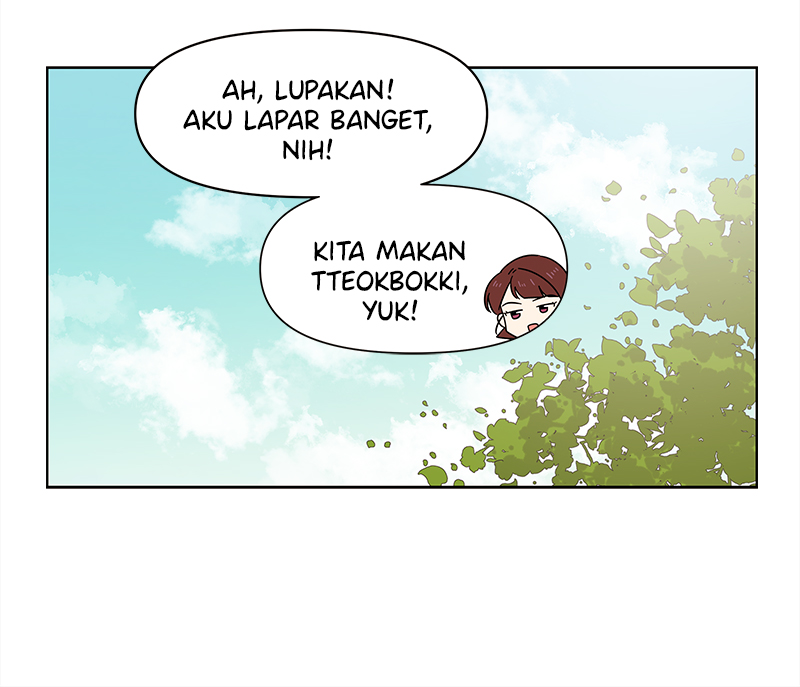 AH, LUPAKAN!
AKU LAPAR BANGET,
NIH!
KITA MAKAN
TTEOKBOKKI,
YUK!